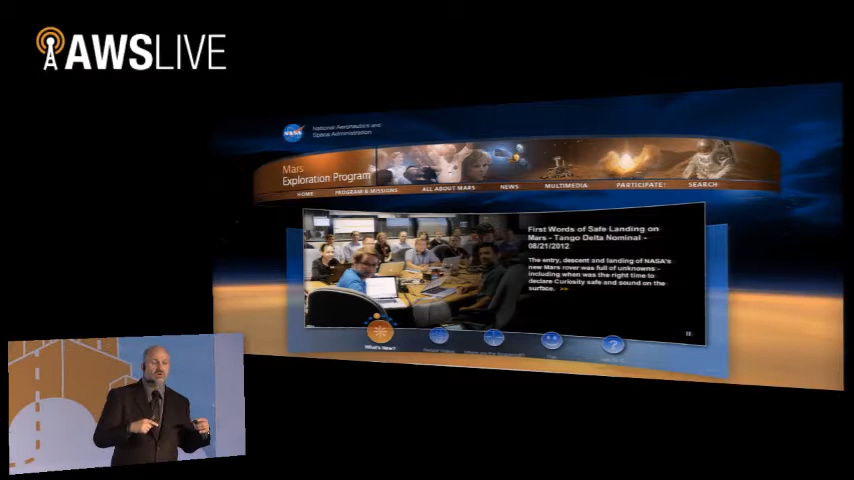 AWSLIVE
NASA
National Aeronautics and
Space Administration
Mars
Exploration Program
HOME PROGRAM & MISSIONS ALL ABOUT MARS NEWS MULTIMEDIA PARTICIPATE! SEARCH
First Words of Safe Landing on
Mars - Tango Delta Nominal -
08/21/2012
The entry, descent and landing of NASA's
new Mars rover was full of unknowns -
including when was the right time to
declare Curiosity safe and sound on the
surface. >>
What's New?
?